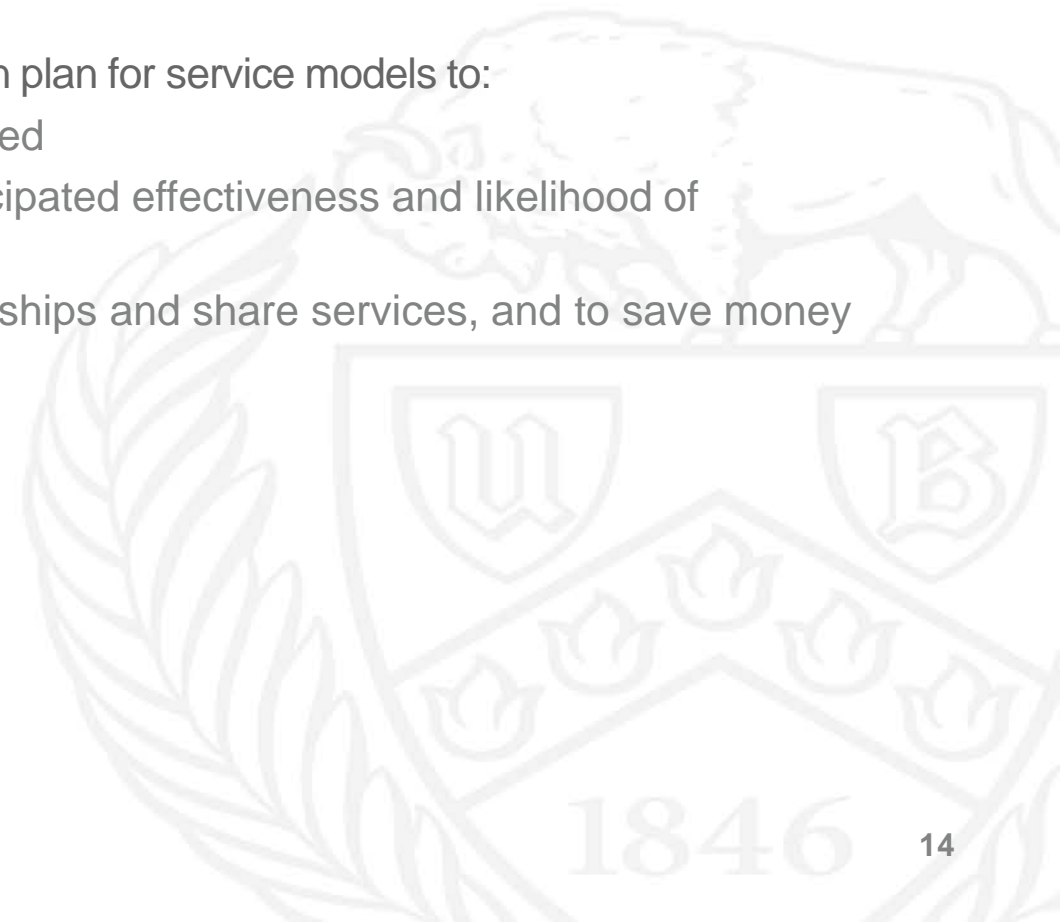 n plan for service models to:
ed
cipated effectiveness and likelihood of
ships and share services, and to save money
U B
1846
14